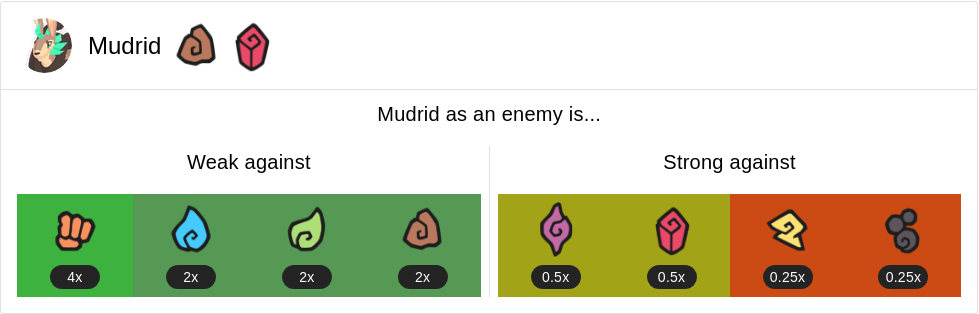 Mudrid
Mudrid as an enemy is...
Weak against
Strong against
4x 2x 2x 2x 0.5x 0.5x 0.25x 0.25x